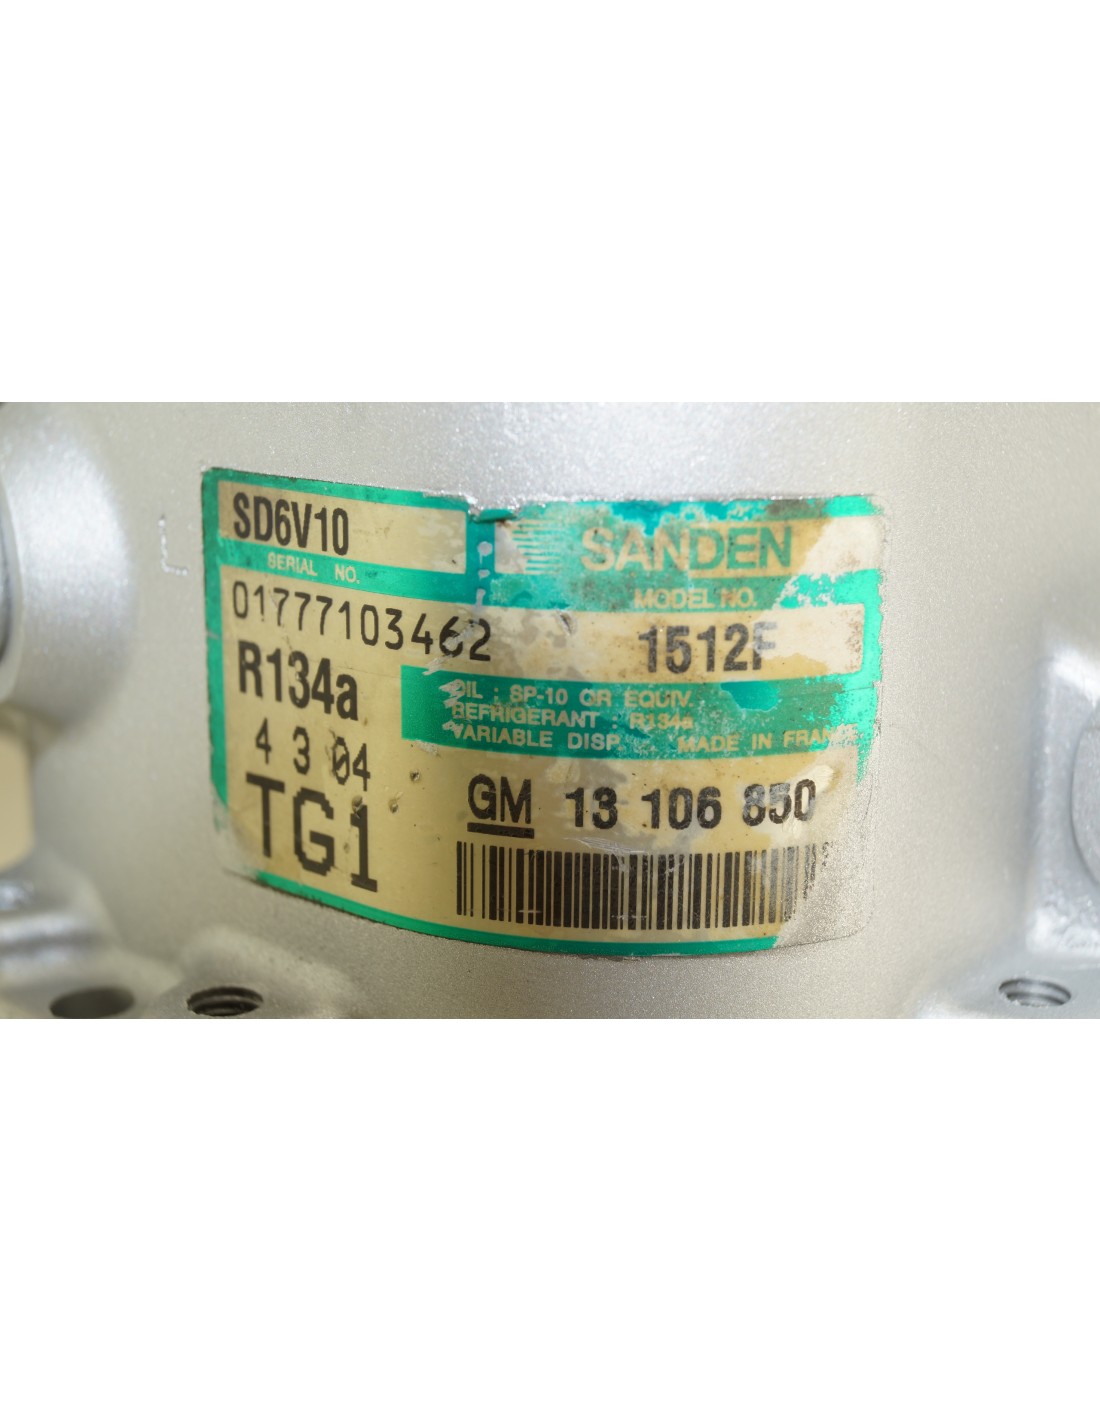 SD6V10
SANDEN
SERIAL NO.
MODEL NO.
01777103462
1512F
R134a
OIL : SP-10 OR EQUIV.
REFRIGERANT : R134a
VARIABLE DISP. MADE IN FRANCE
4 3 04
TG1
GM 13 106 850
L